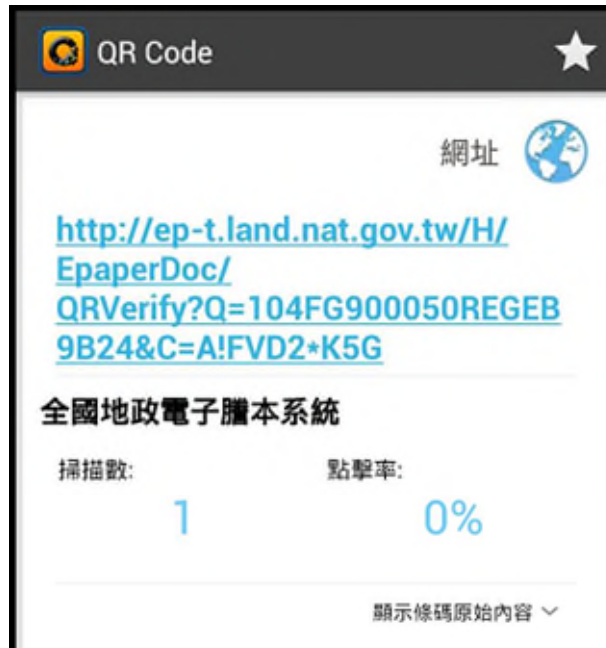 QR Code
網址
http://ep-t.land.nat.gov.tw/H/
EpaperDoc/
QRVerify?Q=104FG900050REGEB
9B24&C=A!FVD2*K5G
全國地政電子謄本系統
掃描數: 點擊率:
1 0%
顯示條碼原始內容